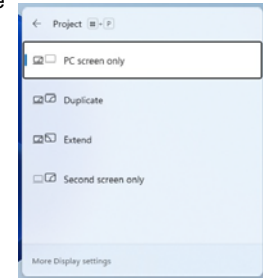 e
Project ⊞ - P
PC screen only
Duplicate
Extend
Second screen only
More Display settings